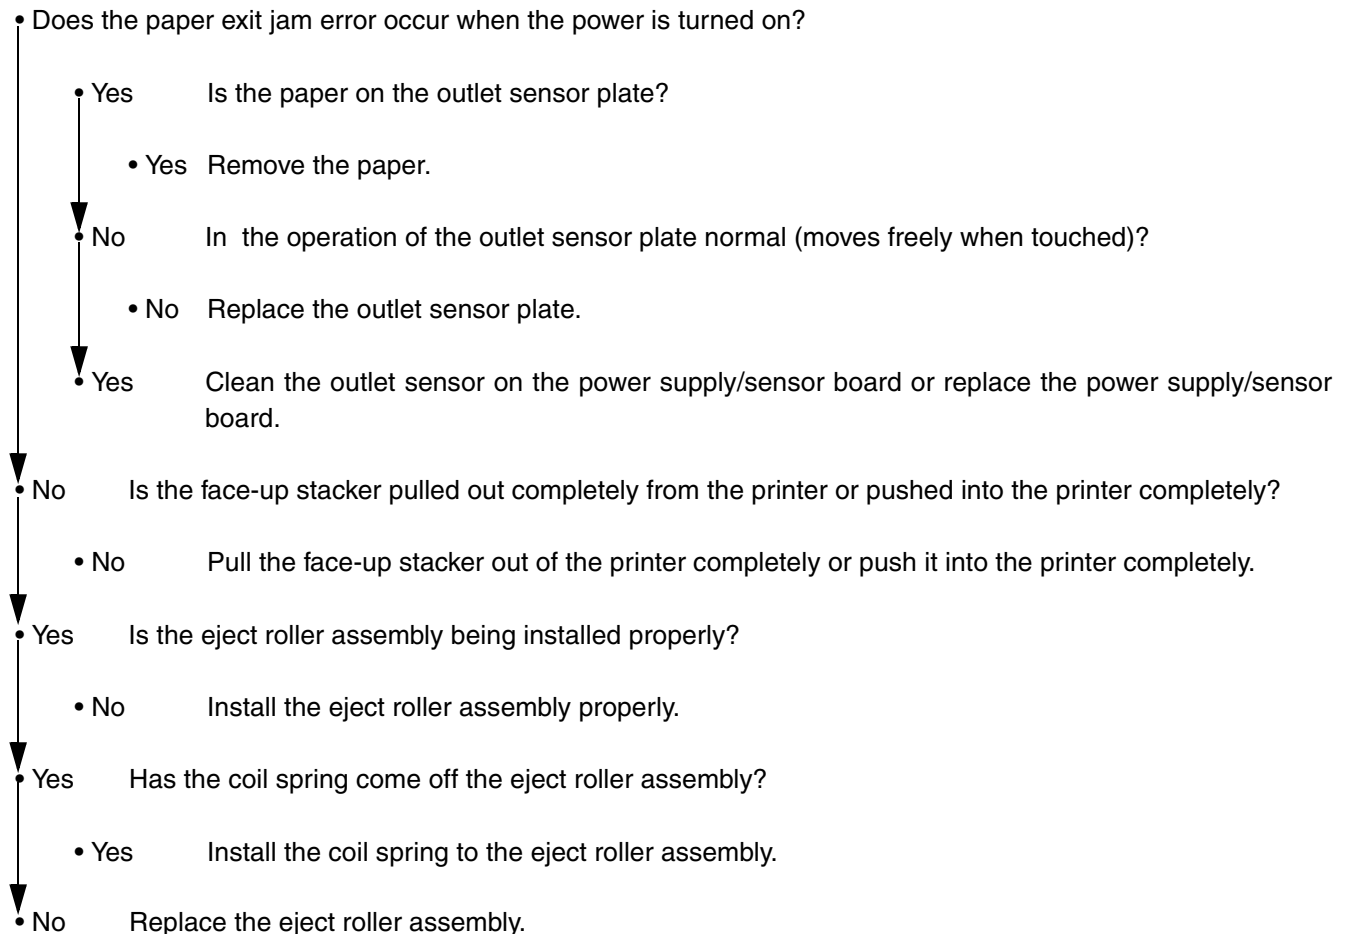 • Does the paper exit jam error occur when the power is turned on?
• Yes Is the paper on the outlet sensor plate?
• Yes Remove the paper.
• No In the operation of the outlet sensor plate normal (moves freely when touched)?
• No Replace the outlet sensor plate.
• Yes Clean the outlet sensor on the power supply/sensor board or replace the power supply/sensor
board.
• No Is the face-up stacker pulled out completely from the printer or pushed into the printer completely?
• No Pull the face-up stacker out of the printer completely or push it into the printer completely.
• Yes Is the eject roller assembly being installed properly?
• No Install the eject roller assembly properly.
• Yes Has the coil spring come off the eject roller assembly?
• Yes Install the coil spring to the eject roller assembly.
• No Replace the eject roller assembly.